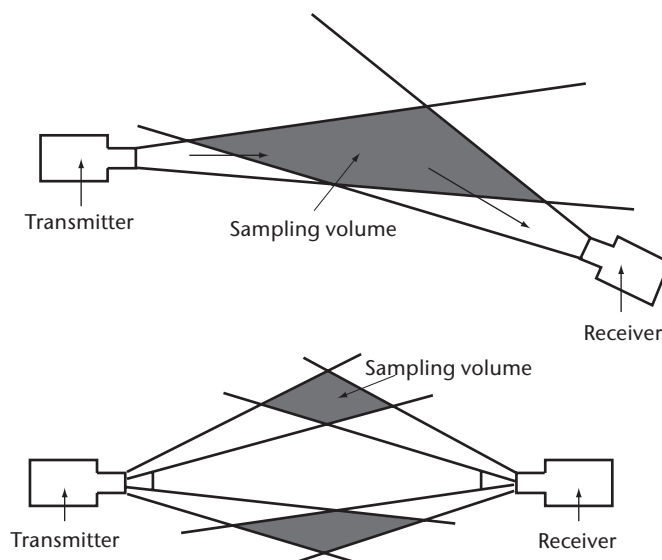 Transmitter
Sampling volume
Receiver
Sampling volume
Transmitter
Receiver